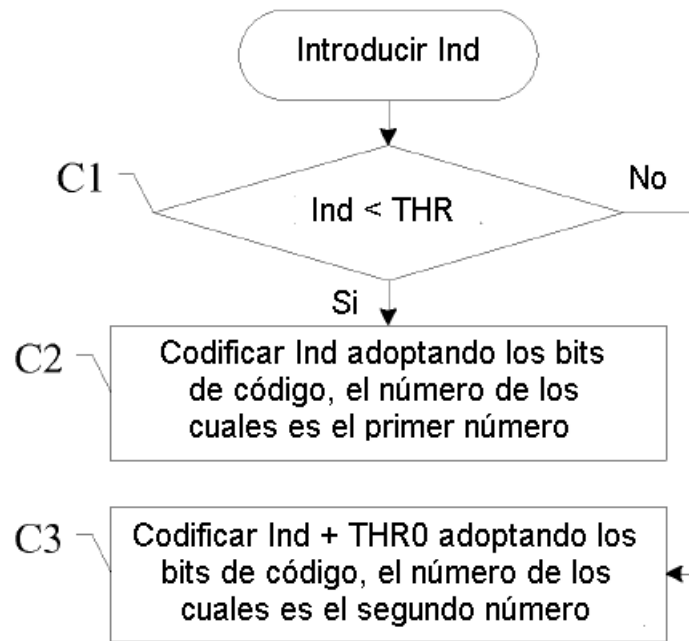 Introducir Ind
C1
Ind < THR
No
Si
C2
Codificar Ind adoptando los bits
de código, el número de los
cuales es el primer número
C3
Codificar Ind + THR0 adoptando los
bits de código, el número de los
cuales es el segundo número